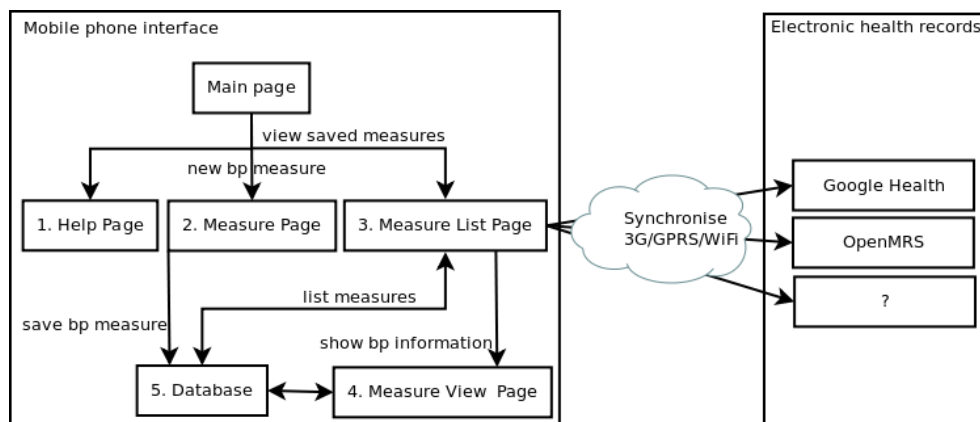 Mobile phone interface
Electronic health records
Main page
view saved measures
new bp measure
1. Help Page
2. Measure Page
3. Measure List Page
Synchronise
3G/GPRS/WiFi
Google Health
OpenMRS
?
list measures
save bp measure
show bp information
5. Database
4. Measure View Page